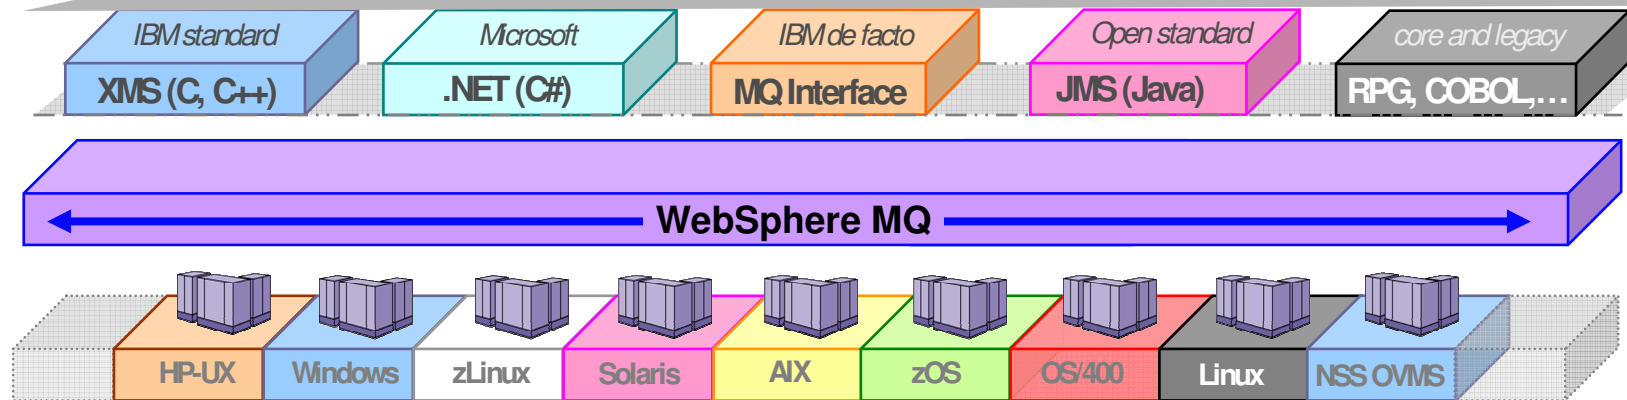 IBM standard
Microsoft
IBM de facto
Open standard
core and legacy
XMS (C, C++)
.NET (C#)
MQ Interface
JMS (Java)
RPG, COBOL,...
WebSphere MQ
HP-UX
Windows
zLinux
Solaris
AIX
zOS
OS/400
Linux
NSS OVMS